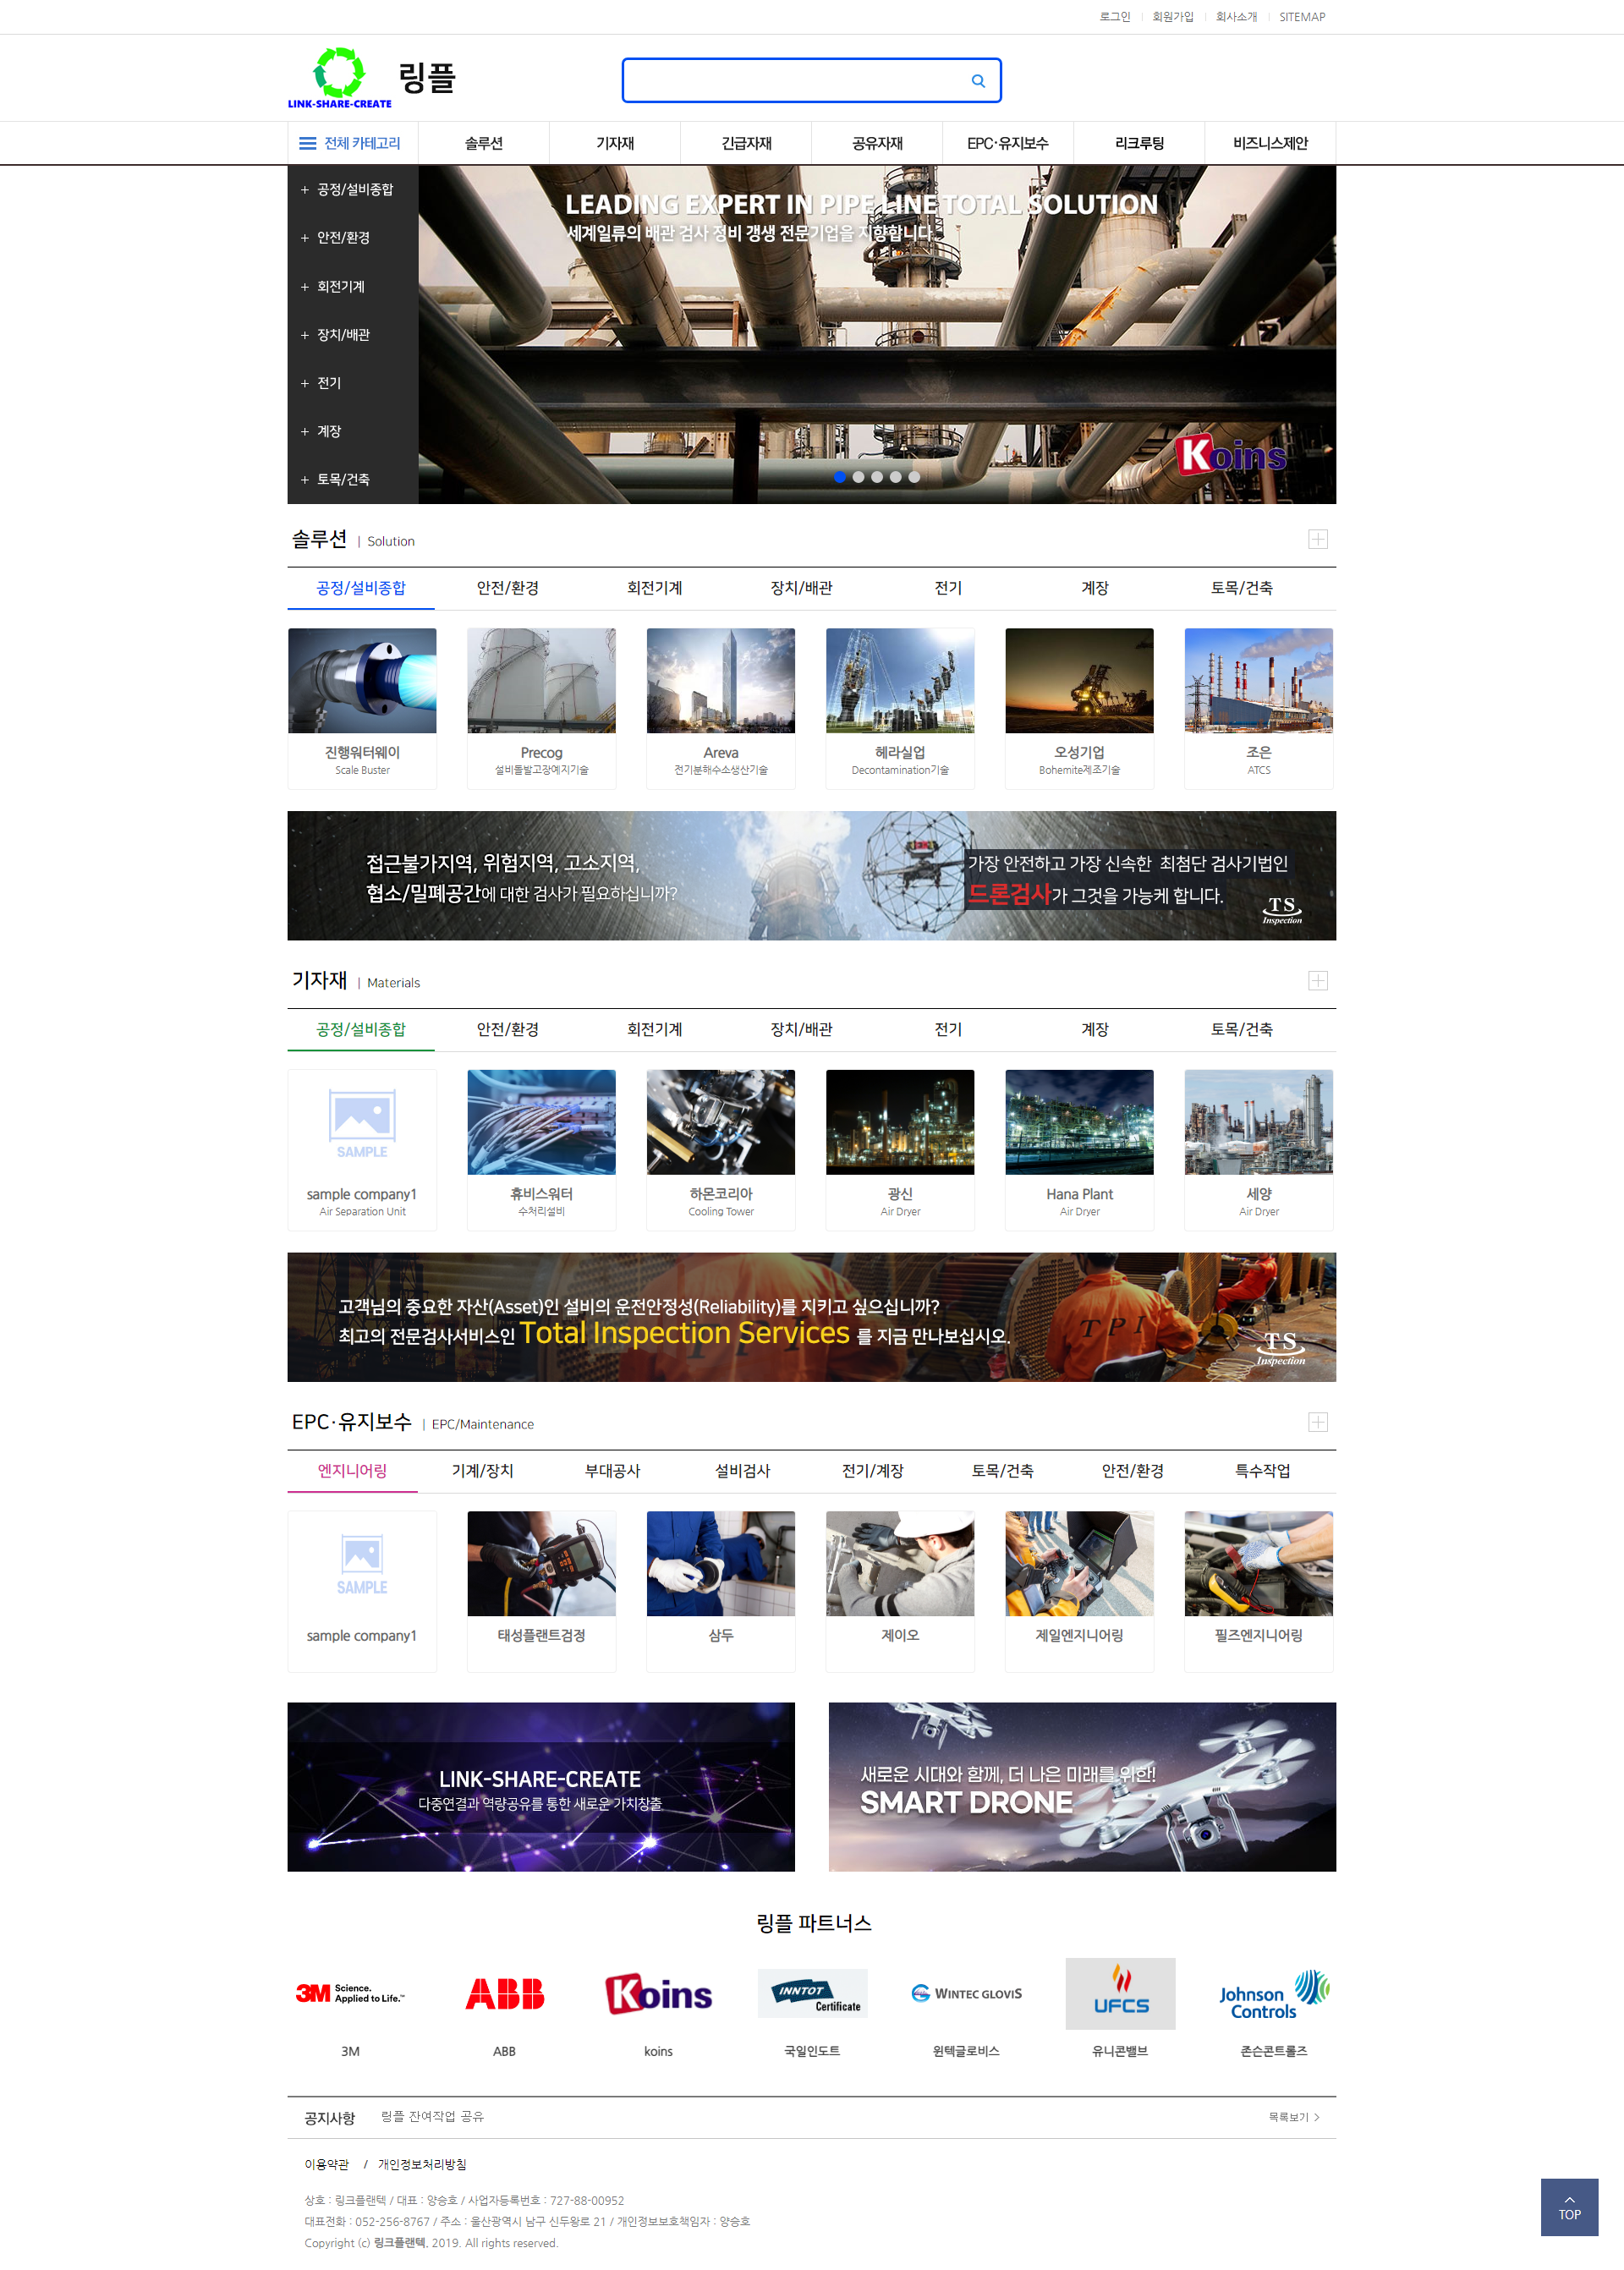 로그인 회원가입 회사소개 SITEMAP
LINK-SHARE-CREATE
링플
전체 카테고리 솔루션 기자재 긴급자재 공유자재 EPC·유지보수 리크루팅 비즈니스제안
+ 공정/설비종합
+ 안전/환경
+ 회전기계
+ 장치/배관
+ 전기
+ 계장
+ 토목/건축
LEADING EXPERT IN PIPE LINE TOTAL SOLUTION
세계일류의 배관 검사 정비 갱생 전문기업을 지향합니다.
Koins
솔루션 | Solution
공정/설비종합 안전/환경 회전기계 장치/배관 전기 계장 토목/건축
진행워터웨이 Precog Areva 헤라실업 오성기업 조은
Scale Buster 설비돌발고장예지기술 전기분해수소생산기술 Decontamination기술 Bohemite제조기술 ATCS
접근불가지역, 위험지역, 고소지역,
협소/밀폐공간에 대한 검사가 필요하십니까?
가장 안전하고 가장 신속한 최첨단 검사기법인
드론검사가 그것을 가능케 합니다.
TS
Inspection
기자재 | Materials
공정/설비종합 안전/환경 회전기계 장치/배관 전기 계장 토목/건축
SAMPLE
sample company1 휴비스워터 하몬코리아 광신 Hana Plant 세양
Air Separation Unit 수처리설비 Cooling Tower Air Dryer Air Dryer Air Dryer
고객님의 중요한 자산(Asset)인 설비의 운전안정성(Reliability)를 지키고 싶으십니까?
최고의 전문검사서비스인 Total Inspection Services 를 지금 만나보십시오.
TPI
TPI
TS
Inspection
EPC·유지보수 | EPC/Maintenance
엔지니어링 기계/장치 부대공사 설비검사 전기/계장 토목/건축 안전/환경 특수작업
SAMPLE
sample company1 태성플랜트검정 삼두 제이오 제일엔지니어링 필즈엔지니어링
LINK-SHARE-CREATE
다중연결과 역량공유를 통한 새로운 가치창출
새로운 시대와 함께, 더 나은 미래를 위한!
SMART DRONE
링플 파트너스
3M Science.
Applied to Life.™
ABB
Koins
INNTOT
Certificate
WINTEC GLOVIS
UFCS
Johnson
Controls
3M ABB koins 국일인도트 윈텍글로비스 유니콘밸브 존슨콘트롤즈
공지사항 링플 잔여작업 공유 목록보기 >
이용약관 / 개인정보처리방침
상호 : 링크플랜텍 / 대표 : 양승호 / 사업자등록번호 : 727-88-00952
대표전화 : 052-256-8767 / 주소 : 울산광역시 남구 신두왕로 21 / 개인정보보호책임자 : 양승호
Copyright (c) 링크플랜텍. 2019. All rights reserved.
TOP